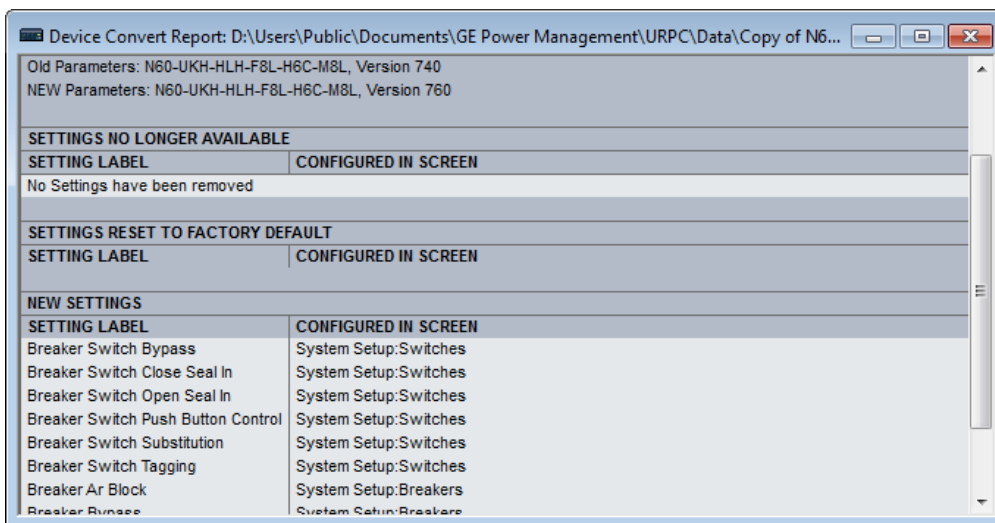 Device Convert Report: D:\Users\Public\Documents\GE Power Management\URPC\Data\Copy of N6...
Old Parameters: N60-UKH-HLH-F8L-H6C-M8L, Version 740
NEW Parameters: N60-UKH-HLH-F8L-H6C-M8L, Version 760
SETTINGS NO LONGER AVAILABLE
SETTING LABEL CONFIGURED IN SCREEN
No Settings have been removed
SETTINGS RESET TO FACTORY DEFAULT
SETTING LABEL CONFIGURED IN SCREEN
NEW SETTINGS
SETTING LABEL CONFIGURED IN SCREEN
Breaker Switch Bypass System Setup:Switches
Breaker Switch Close Seal In System Setup:Switches
Breaker Switch Open Seal In System Setup:Switches
Breaker Switch Push Button Control System Setup:Switches
Breaker Switch Substitution System Setup:Switches
Breaker Switch Tagging System Setup:Switches
Breaker Ar Block System Setup:Breakers
Breaker Bypass System Setup:Breakers